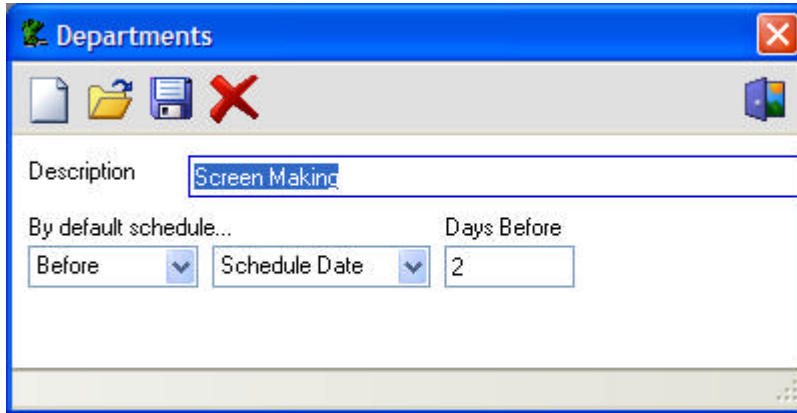 Departments
Description Screen Making
By default schedule... Days Before
Before Schedule Date 2